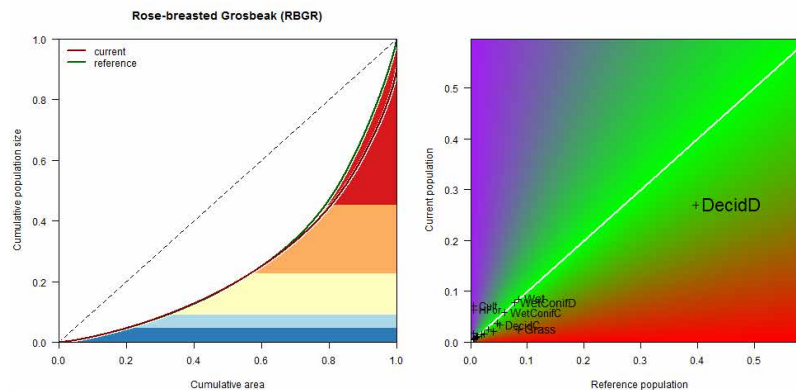 Rose-breasted Grosbeak (RBGR)
current
reference
1.0
0.8
0.6
0.4
0.2
0.0
Cumulative population size
0.0 0.2 0.4 0.6 0.8 1.0
Cumulative area
0.5
0.4
0.3
0.2
0.1
0.0
Current population
DecidD
Cult
Wet
WetConifD
WetConifC
DecidC
Grass
0.0 0.1 0.2 0.3 0.4 0.5
Reference population